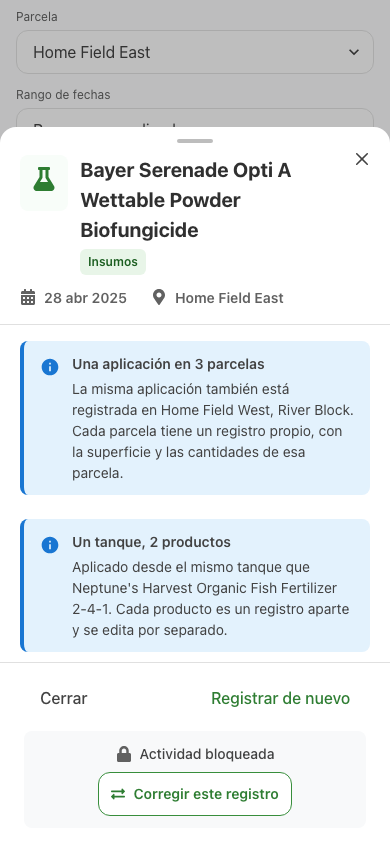 Parcela
Home Field East
Rango de fechas
Bayer Serenade Opti A
Wettable Powder
Biofungicide
Insumos
28 abr 2025
Home Field East
Una aplicación en 3 parcelas
La misma aplicación también está
registrada en Home Field West, River Block.
Cada parcela tiene un registro propio, con
la superficie y las cantidades de esa
parcela.
Un tanque, 2 productos
Aplicado desde el mismo tanque que
Neptune's Harvest Organic Fish Fertilizer
2-4-1. Cada producto es un registro aparte
y se edita por separado.
Cerrar
Registrar de nuevo
Actividad bloqueada
Corregir este registro